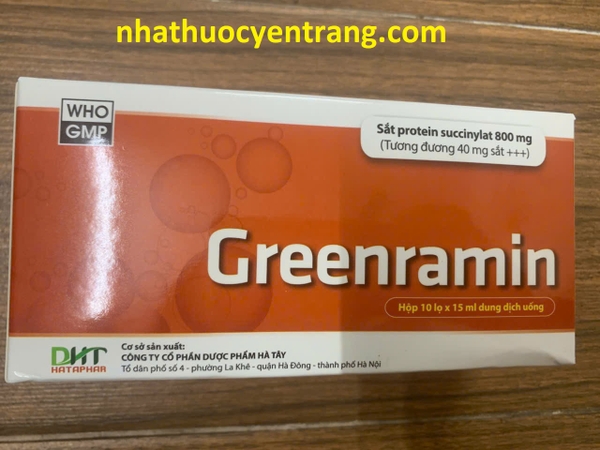 nhathuocyentrang.com
WHO
GMP
Sắt protein succinylat 800 mg
(Tương đương 40 mg sắt +++)
Greenramin
Hộp 10 lọ x 15 ml dung dịch uống
DHT
HATAPHAR
Cơ sở sản xuất:
CÔNG TY CỔ PHẦN DƯỢC PHẨM HÀ TÂY
Tổ dân phố số 4 - phường La Khê - quận Hà Đông - thành phố Hà Nội